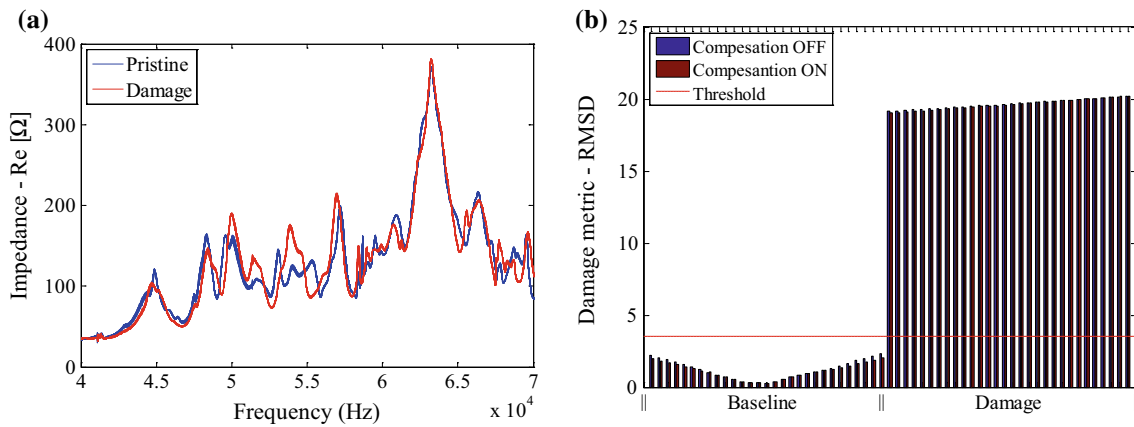 (a)
400
300
200
100
0
Impedance - Re [Ω]
Pristine
Damage
4 4.5 5 5.5 6 6.5 7
Frequency (Hz)
x 10^4
(b)
25
20
15
10
5
0
Damage metric - RMSD
Compesation OFF
Compesantion ON
Threshold
|| Baseline || Damage